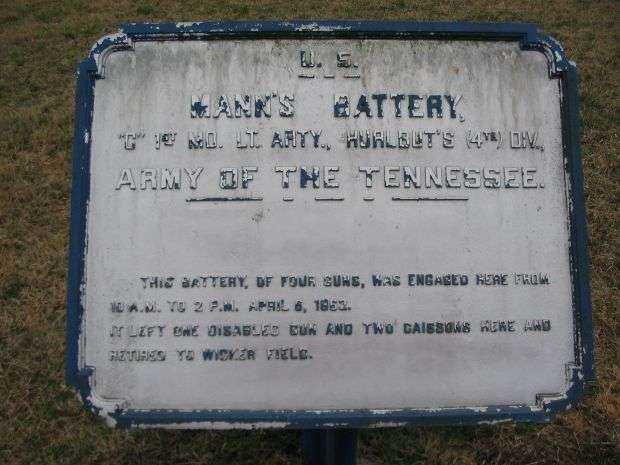 U. S.
MANN'S BATTERY,
"C" 1ST MO. LT. ARTY., HURLBUT'S (4TH) DIV.,
ARMY OF THE TENNESSEE.
THIS BATTERY, OF FOUR GUNS, WAS ENGAGED HERE FROM
10 A.M. TO 2 P.M. APRIL 6, 1862.
IT LEFT ONE DISABLED GUN AND TWO CAISSONS HERE AND
RETIRED TO WICKER FIELD.